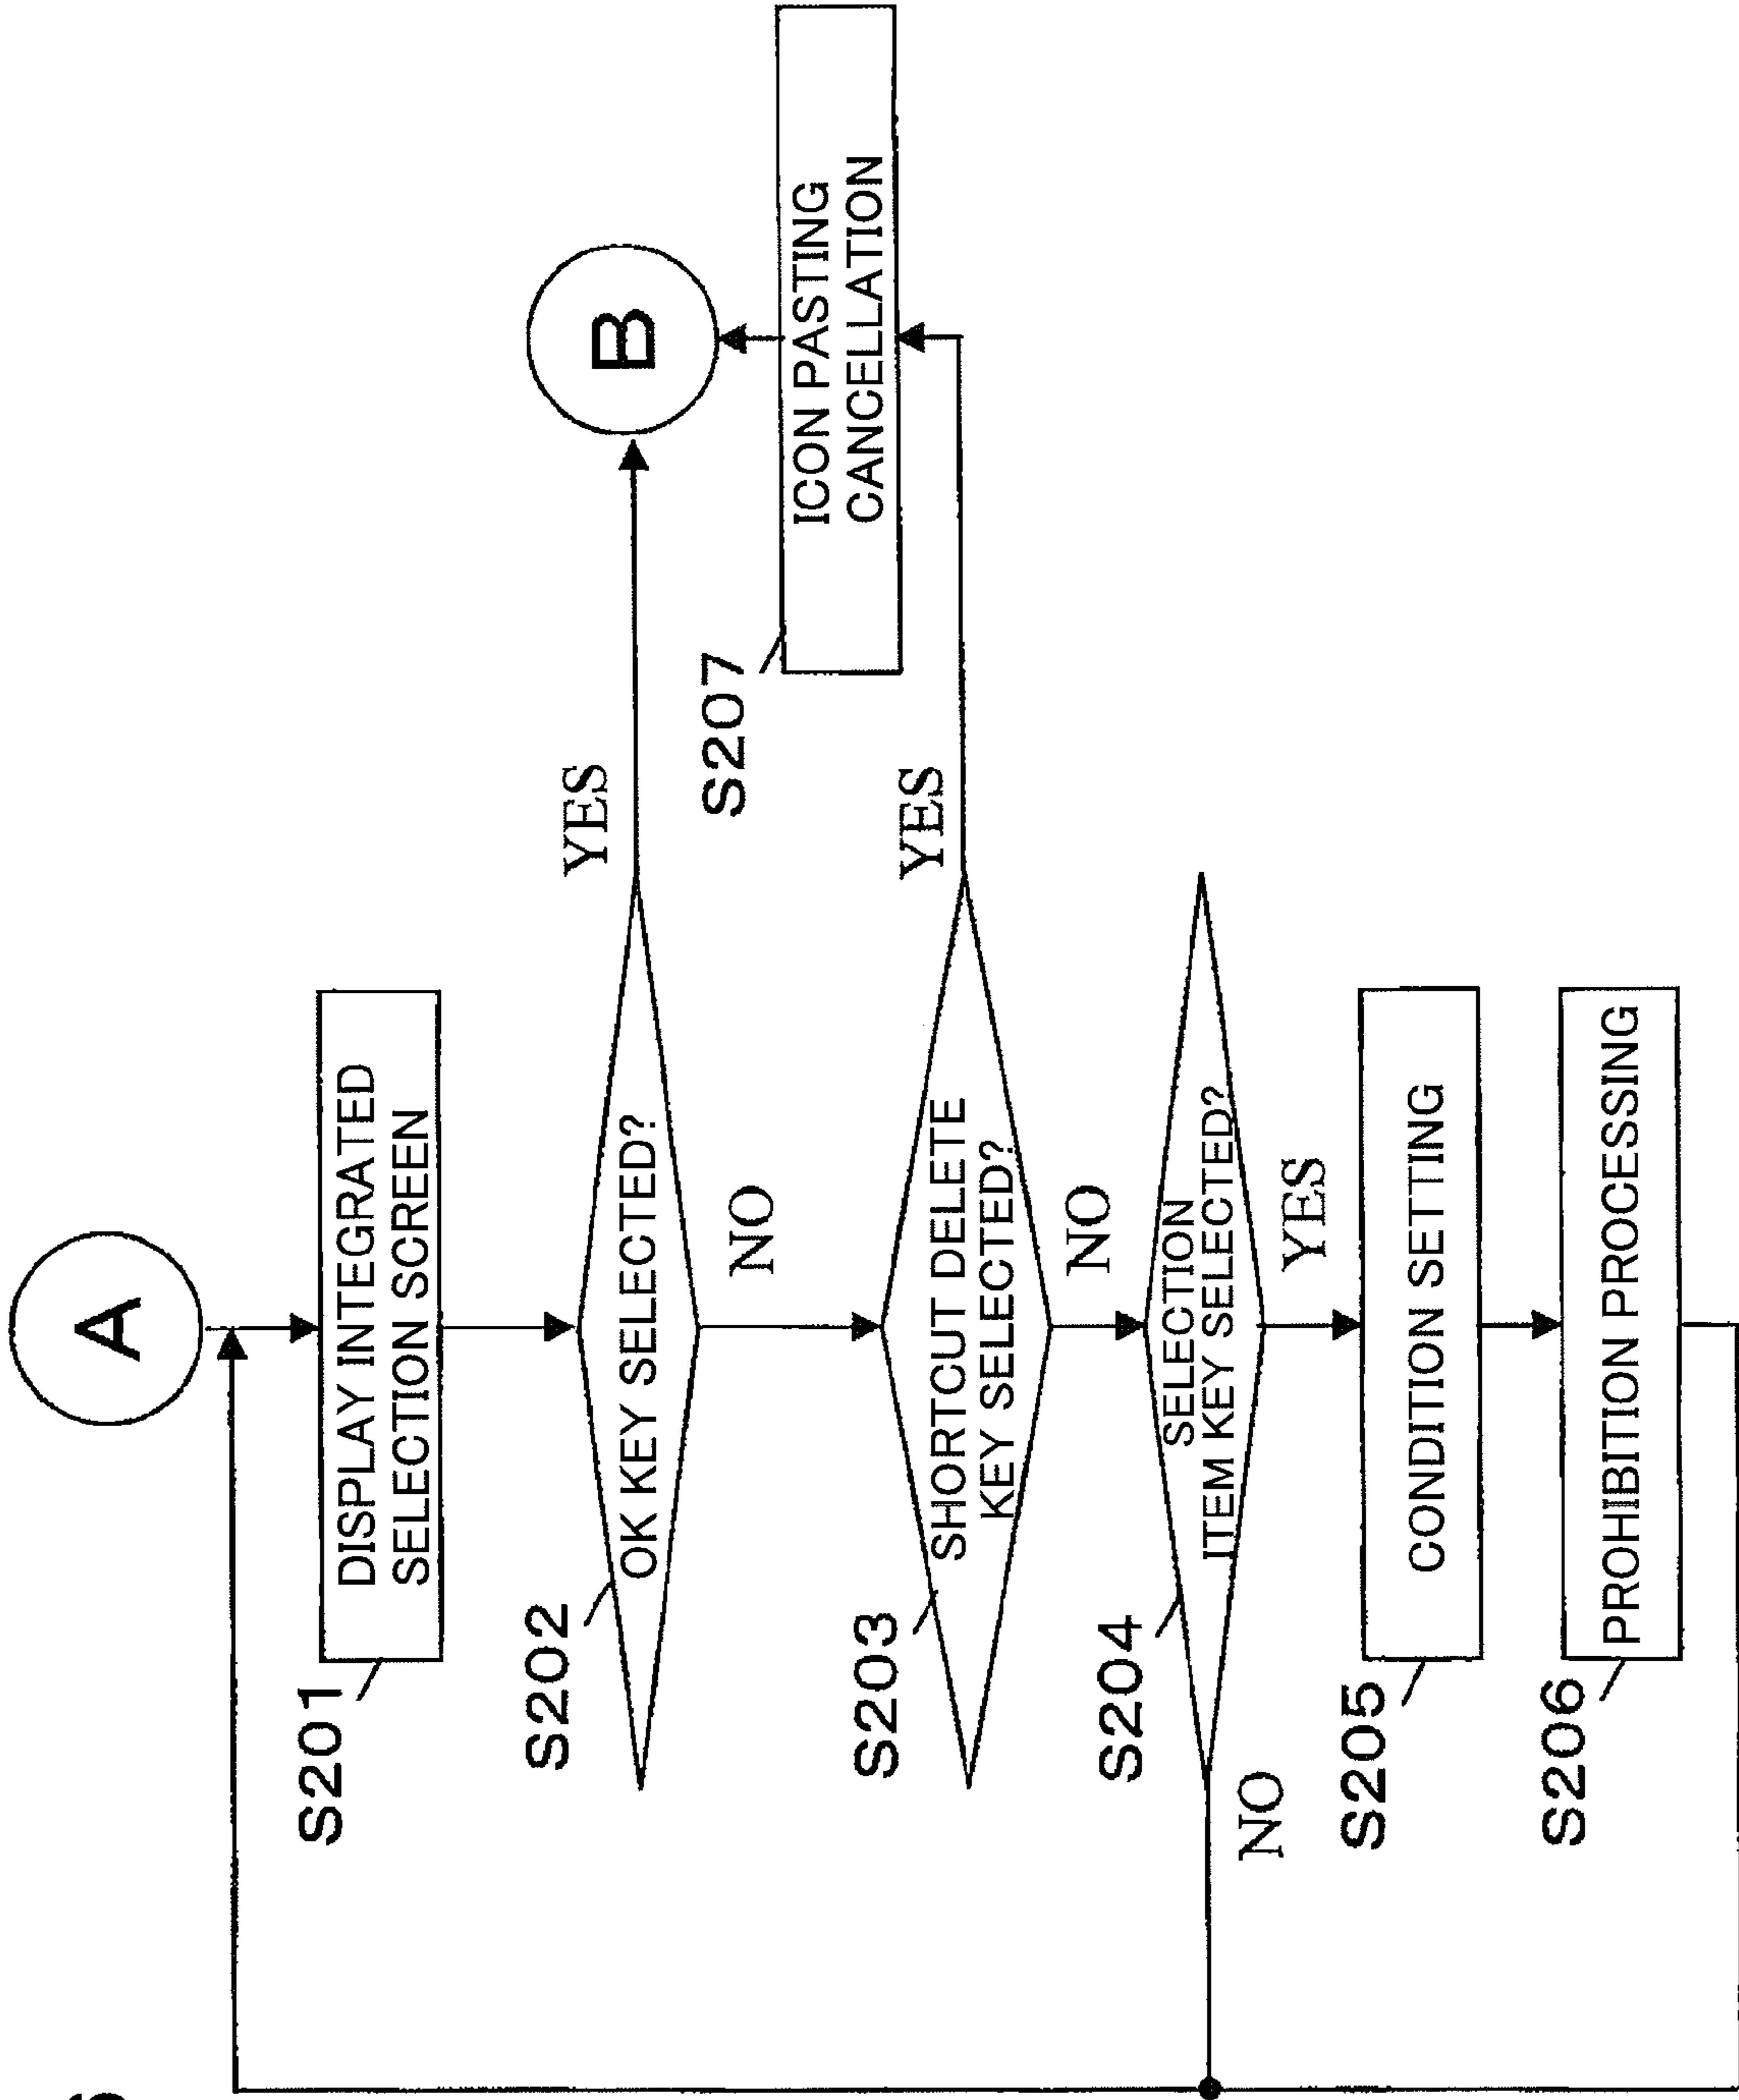 A
S201
DISPLAY INTEGRATED
SELECTION SCREEN
S202
OK KEY SELECTED?
YES
B
NO
S207
ICON PASTING
CANCELLATION
S203
SHORTCUT DELETE
KEY SELECTED?
YES
NO
S204
SELECTION
ITEM KEY SELECTED?
NO
YES
S205
CONDITION SETTING
S206
PROHIBITION PROCESSING